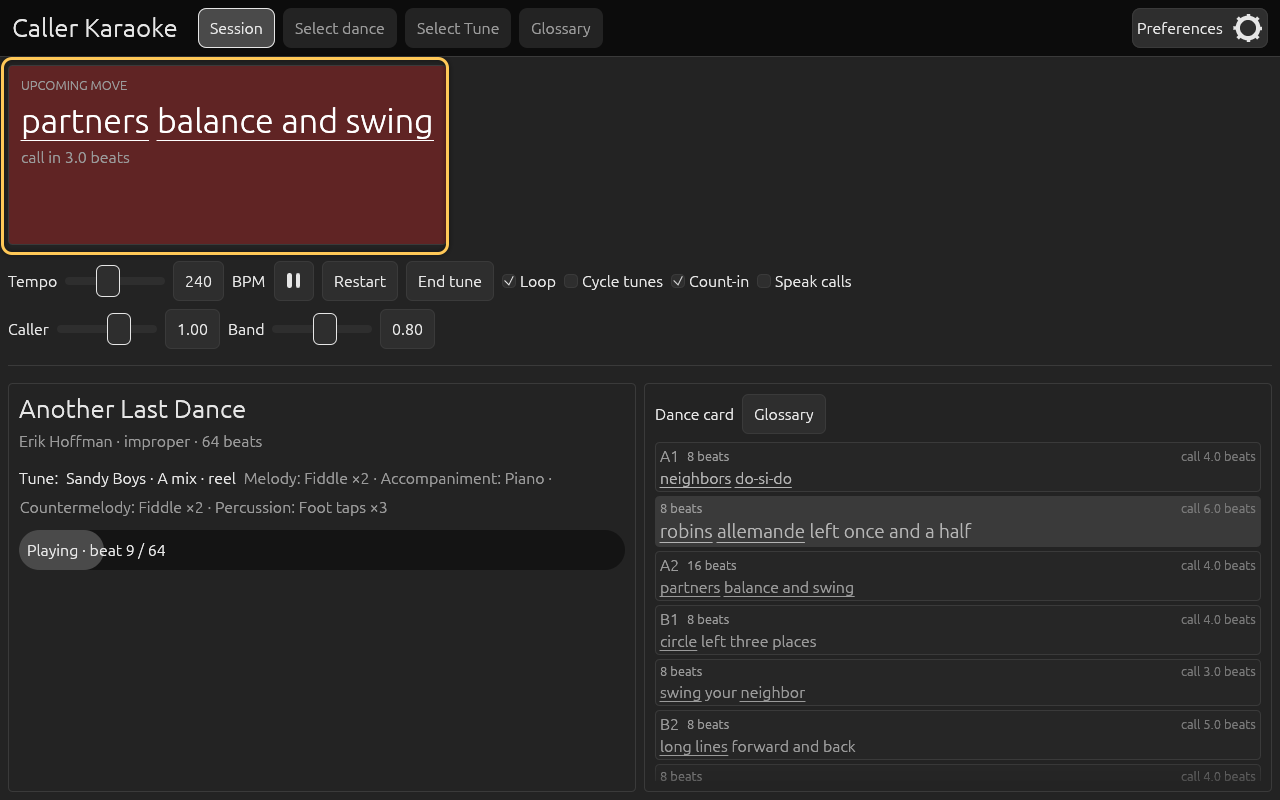 Caller Karaoke Session Select dance Select Tune Glossary Preferences
UPCOMING MOVE
partners balance and swing
call in 3.0 beats
Tempo 240 BPM Restart End tune Loop Cycle tunes Count-in Speak calls
Caller 1.00 Band 0.80
Another Last Dance
Erik Hoffman · improper · 64 beats
Tune: Sandy Boys · A mix · reel Melody: Fiddle ×2 · Accompaniment: Piano ·
Countermelody: Fiddle ×2 · Percussion: Foot taps ×3
Playing · beat 9 / 64
Dance card Glossary
A1 8 beats call 4.0 beats
neighbors do-si-do
8 beats call 6.0 beats
robins allemande left once and a half
A2 16 beats call 4.0 beats
partners balance and swing
B1 8 beats call 4.0 beats
circle left three places
8 beats call 3.0 beats
swing your neighbor
B2 8 beats call 5.0 beats
long lines forward and back
8 beats call 4.0 beats